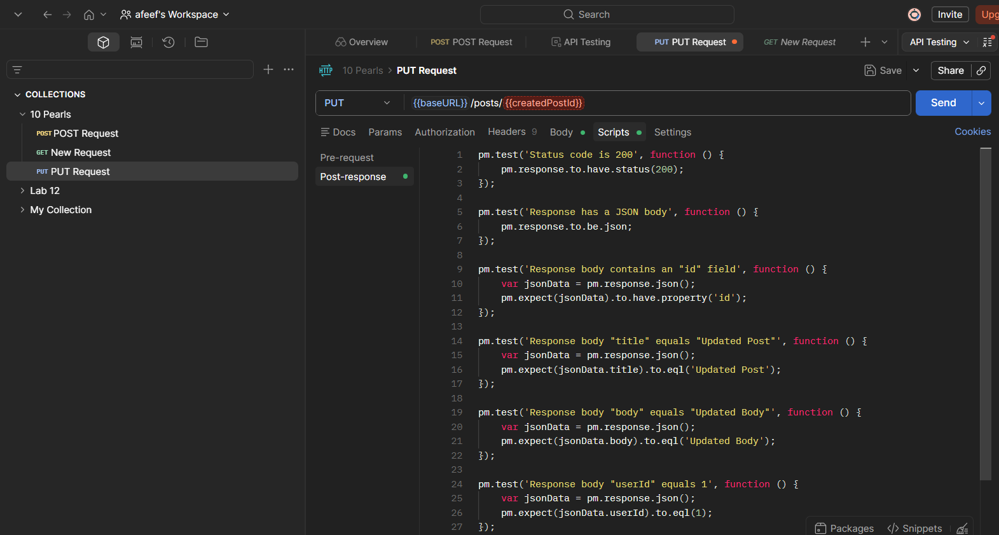 afeef's Workspace
Search
Invite
Upg
Overview
POST POST Request
API Testing
PUT PUT Request
GET New Request
API Testing
COLLECTIONS
10 Pearls
POST POST Request
GET New Request
PUT PUT Request
Lab 12
My Collection
HTTP 10 Pearls > PUT Request
Save
Share
PUT
{{baseURL}} /posts/ {{createdPostId}}
Send
Docs
Params
Authorization
Headers 9
Body
Scripts
Settings
Cookies
Pre-request
Post-response
1 pm.test('Status code is 200', function () {
2     pm.response.to.have.status(200);
3 });
4
5 pm.test('Response has a JSON body', function () {
6     pm.response.to.be.json;
7 });
8
9 pm.test('Response body contains an "id" field', function () {
10     var jsonData = pm.response.json();
11     pm.expect(jsonData).to.have.property('id');
12 });
13
14 pm.test('Response body "title" equals "Updated Post"', function () {
15     var jsonData = pm.response.json();
16     pm.expect(jsonData.title).to.eql('Updated Post');
17 });
18
19 pm.test('Response body "body" equals "Updated Body"', function () {
20     var jsonData = pm.response.json();
21     pm.expect(jsonData.body).to.eql('Updated Body');
22 });
23
24 pm.test('Response body "userId" equals 1', function () {
25     var jsonData = pm.response.json();
26     pm.expect(jsonData.userId).to.eql(1);
27 });
Packages
</> Snippets